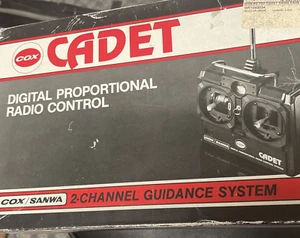 COX
CADET
DIGITAL PROPORTIONAL
RADIO CONTROL
CADET
COX/SANWA
2-CHANNEL GUIDANCE SYSTEM